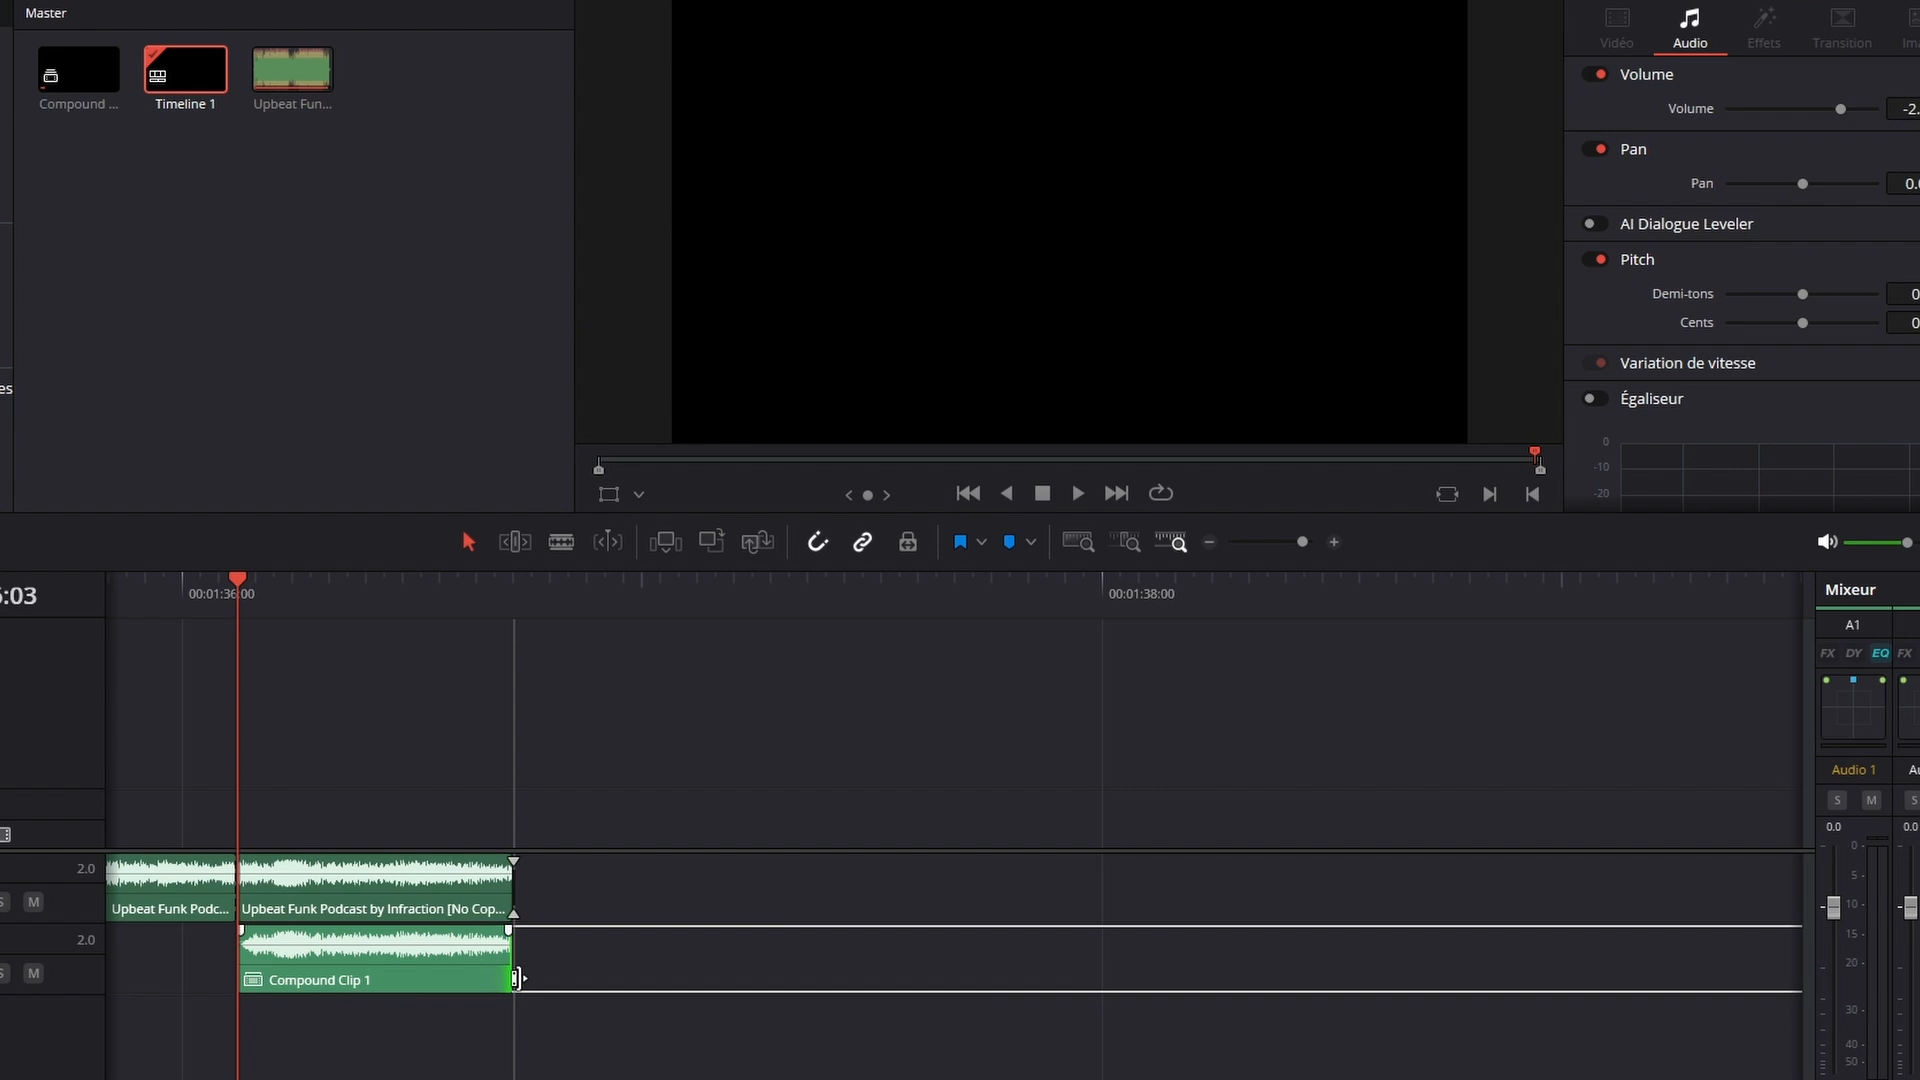 Master
Compound ...
Timeline 1
Upbeat Fun...
Vidéo
Audio
Effets
Transition
Volume
Volume
-2.
Pan
Pan
0.
AI Dialogue Leveler
Pitch
Demi-tons
0
Cents
0
Variation de vitesse
Égaliseur
0
-10
-20
es
:03
00:01:36:00
00:01:38:00
Mixeur
A1
FX DY EQ FX
Audio 1
S M S
0.0 0.0
0
5
10
15
20
30
40
50
2.0
S M
2.0
S M
Upbeat Funk Podc...
Upbeat Funk Podcast by Infraction [No Cop...
Compound Clip 1